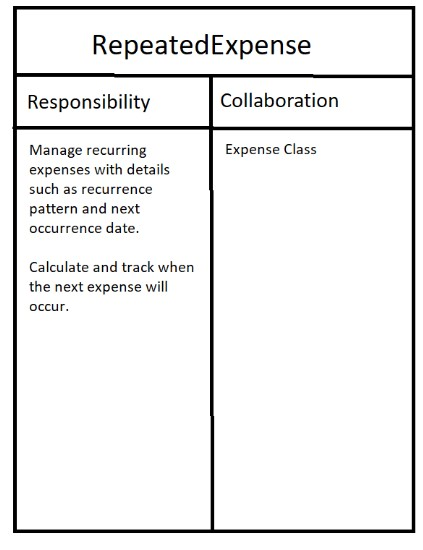 RepeatedExpense
Responsibility
Collaboration
Manage recurring
expenses with details
such as recurrence
pattern and next
occurrence date.
Calculate and track when
the next expense will
occur.
Expense Class